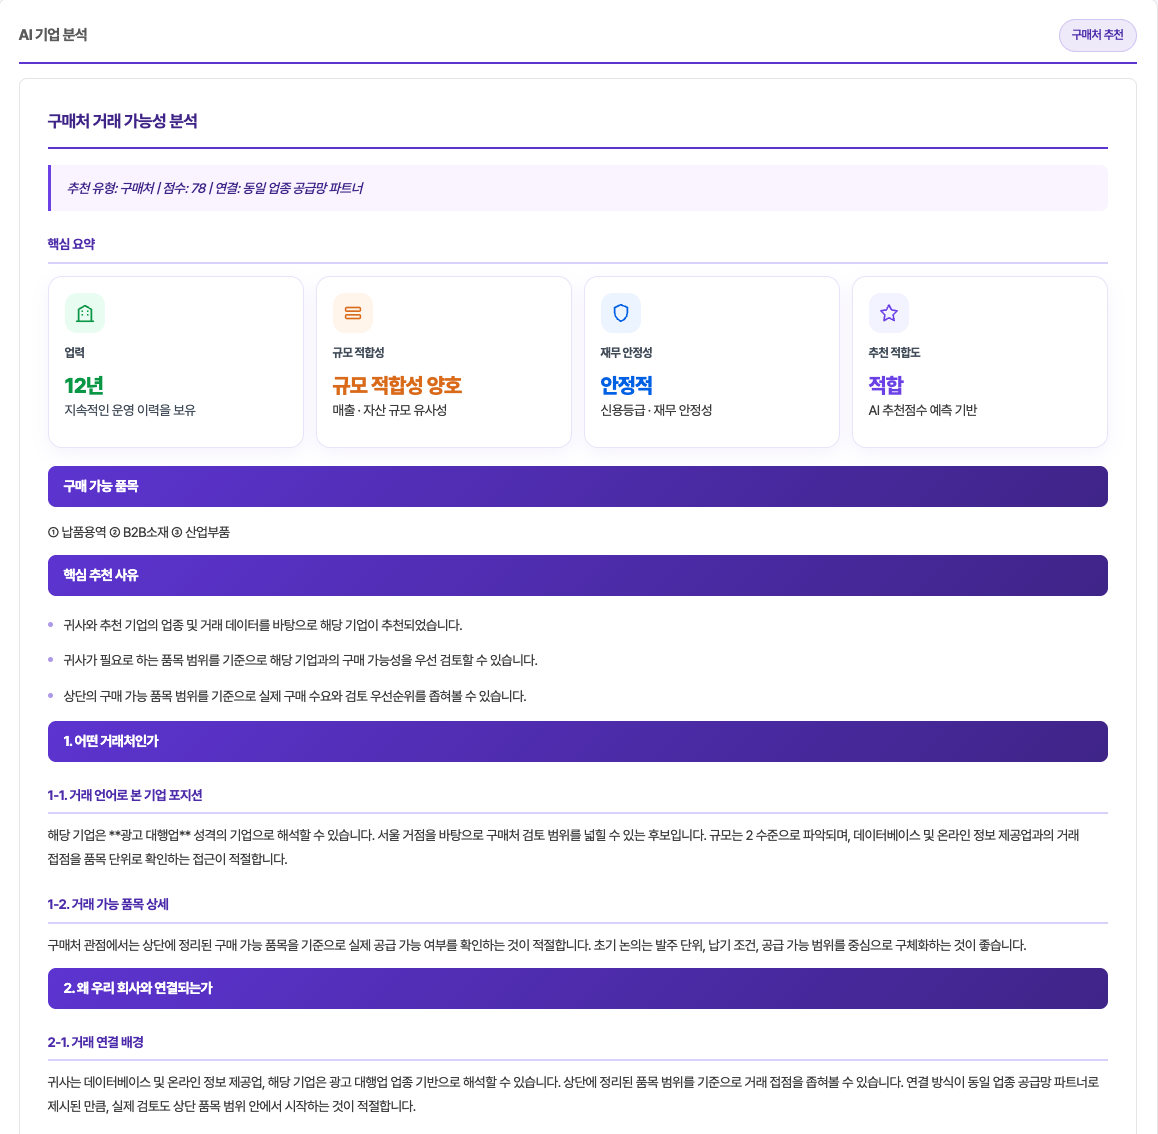 AI 기업 분석
구매처 추천
구매처 거래 가능성 분석
추천 유형: 구매처 | 점수: 78 | 연결: 동일 업종 공급망 파트너
핵심 요약
업력
12년
지속적인 운영 이력을 보유
규모 적합성
규모 적합성 양호
매출 · 자산 규모 유사성
재무 안정성
안정적
신용등급 · 재무 안정성
추천 적합도
적합
AI 추천점수 예측 기반
구매 가능 품목
① 납품용역 ② B2B소재 ③ 산업부품
핵심 추천 사유
귀사와 추천 기업의 업종 및 거래 데이터를 바탕으로 해당 기업이 추천되었습니다.
귀사가 필요로 하는 품목 범위를 기준으로 해당 기업과의 구매 가능성을 우선 검토할 수 있습니다.
상단의 구매 가능 품목 범위를 기준으로 실제 구매 수요와 검토 우선순위를 좁혀볼 수 있습니다.
1. 어떤 거래처인가
1-1. 거래 언어로 본 기업 포지션
해당 기업은 **광고 대행업** 성격의 기업으로 해석할 수 있습니다. 서울 거점을 바탕으로 구매처 검토 범위를 넓힐 수 있는 후보입니다. 규모는 2 수준으로 파악되며, 데이터베이스 및 온라인 정보 제공업과의 거래
접점을 품목 단위로 확인하는 접근이 적절합니다.
1-2. 거래 가능 품목 상세
구매처 관점에서는 상단에 정리된 구매 가능 품목을 기준으로 실제 공급 가능 여부를 확인하는 것이 적절합니다. 초기 논의는 발주 단위, 납기 조건, 공급 가능 범위를 중심으로 구체화하는 것이 좋습니다.
2. 왜 우리 회사와 연결되는가
2-1. 거래 연결 배경
귀사는 데이터베이스 및 온라인 정보 제공업, 해당 기업은 광고 대행업 업종 기반으로 해석할 수 있습니다. 상단에 정리된 품목 범위를 기준으로 거래 접점을 좁혀볼 수 있습니다. 연결 방식이 동일 업종 공급망 파트너로
제시된 만큼, 실제 검토도 상단 품목 범위 안에서 시작하는 것이 적절합니다.